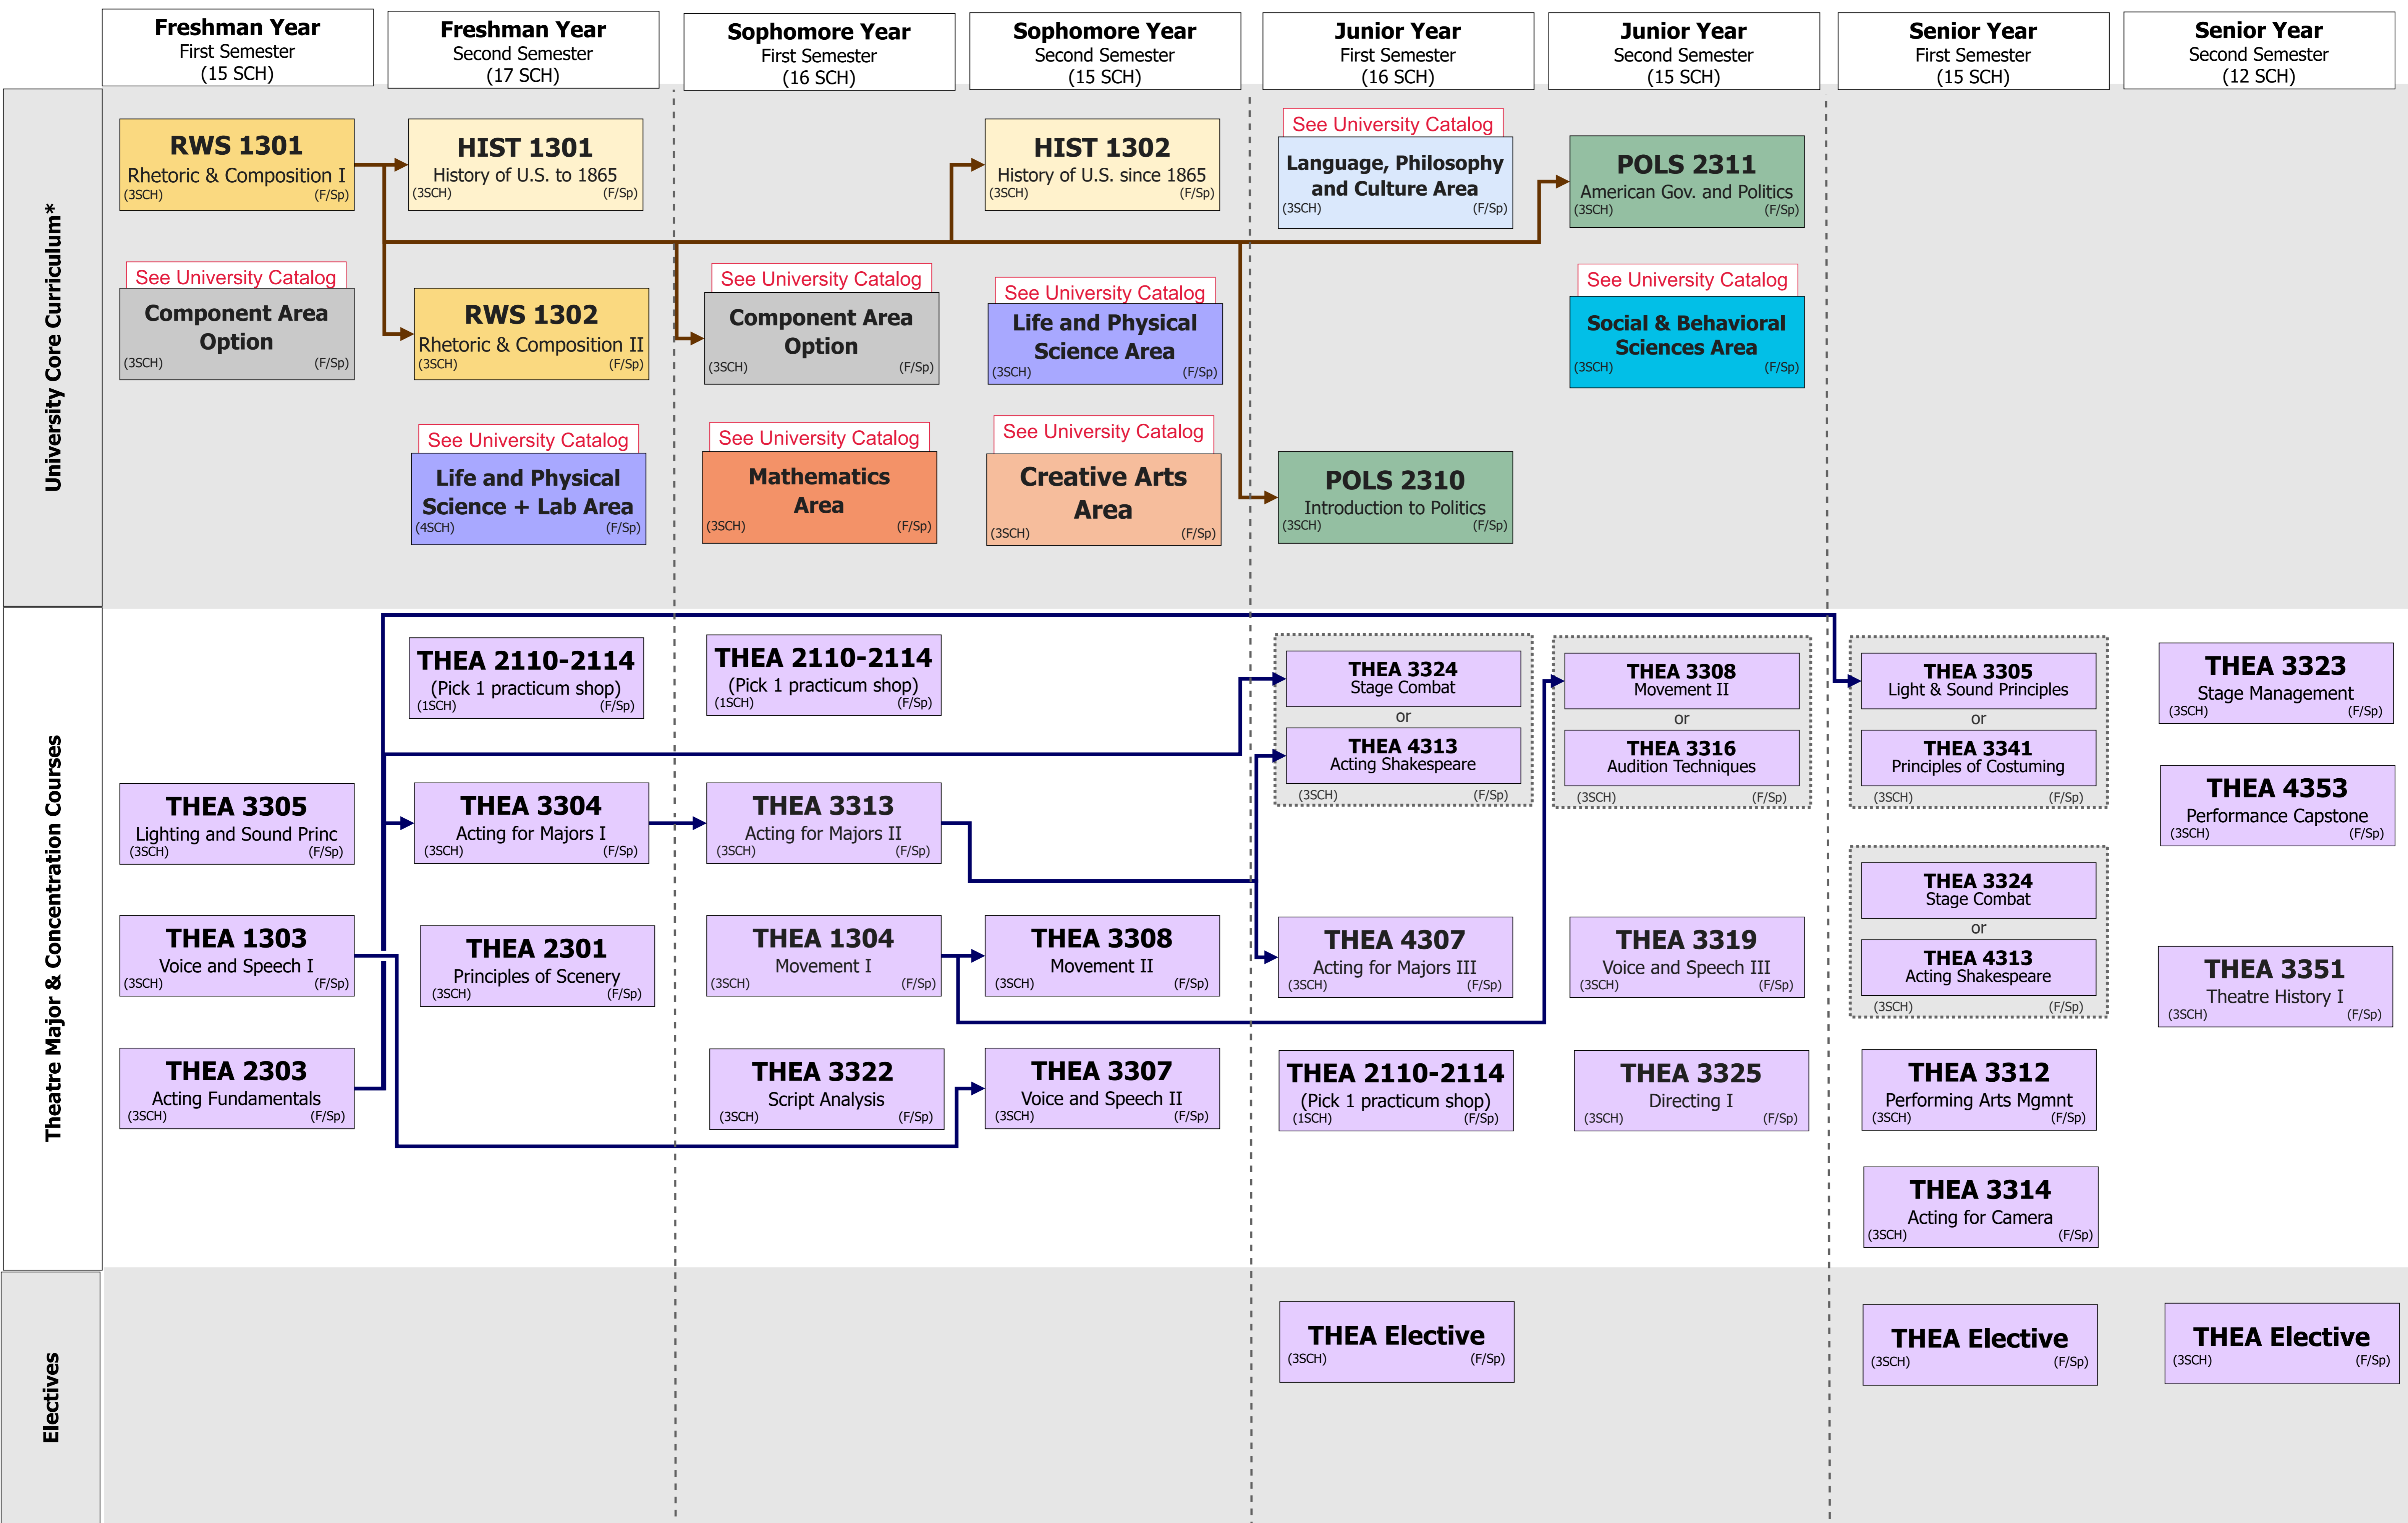 Freshman Year
First Semester
(15 SCH)
Freshman Year
Second Semester
(17 SCH)
Sophomore Year
First Semester
(16 SCH)
Sophomore Year
Second Semester
(15 SCH)
Junior Year
First Semester
(16 SCH)
Junior Year
Second Semester
(15 SCH)
Senior Year
First Semester
(15 SCH)
Senior Year
Second Semester
(12 SCH)
University Core Curriculum*
RWS 1301
Rhetoric & Composition I
(3SCH) (F/Sp)
See University Catalog
Component Area
Option
(3SCH) (F/Sp)
HIST 1301
History of U.S. to 1865
(3SCH) (F/Sp)
RWS 1302
Rhetoric & Composition II
(3SCH) (F/Sp)
See University Catalog
Life and Physical
Science + Lab Area
(4SCH) (F/Sp)
See University Catalog
Component Area
Option
(3SCH) (F/Sp)
See University Catalog
Mathematics
Area
(3SCH) (F/Sp)
HIST 1302
History of U.S. since 1865
(3SCH) (F/Sp)
See University Catalog
Life and Physical
Science Area
(3SCH) (F/Sp)
See University Catalog
Creative Arts
Area
(3SCH) (F/Sp)
See University Catalog
Language, Philosophy
and Culture Area
(3SCH) (F/Sp)
POLS 2310
Introduction to Politics
(3SCH) (F/Sp)
POLS 2311
American Gov. and Politics
(3SCH) (F/Sp)
See University Catalog
Social & Behavioral
Sciences Area
(3SCH) (F/Sp)
Theatre Major & Concentration Courses
THEA 3305
Lighting and Sound Princ
(3SCH) (F/Sp)
THEA 1303
Voice and Speech I
(3SCH) (F/Sp)
THEA 2303
Acting Fundamentals
(3SCH) (F/Sp)
THEA 2110-2114
(Pick 1 practicum shop)
(1SCH) (F/Sp)
THEA 3304
Acting for Majors I
(3SCH) (F/Sp)
THEA 2301
Principles of Scenery
(3SCH) (F/Sp)
THEA 2110-2114
(Pick 1 practicum shop)
(1SCH) (F/Sp)
THEA 3313
Acting for Majors II
(3SCH) (F/Sp)
THEA 1304
Movement I
(3SCH) (F/Sp)
THEA 3322
Script Analysis
(3SCH) (F/Sp)
THEA 3308
Movement II
(3SCH) (F/Sp)
THEA 3307
Voice and Speech II
(3SCH) (F/Sp)
THEA 3324
Stage Combat
or
THEA 4313
Acting Shakespeare
(3SCH) (F/Sp)
THEA 4307
Acting for Majors III
(3SCH) (F/Sp)
THEA 2110-2114
(Pick 1 practicum shop)
(1SCH) (F/Sp)
THEA 3308
Movement II
or
THEA 3316
Audition Techniques
(3SCH) (F/Sp)
THEA 3319
Voice and Speech III
(3SCH) (F/Sp)
THEA 3325
Directing I
(3SCH) (F/Sp)
THEA 3305
Light & Sound Principles
or
THEA 3341
Principles of Costuming
(3SCH) (F/Sp)
THEA 3324
Stage Combat
or
THEA 4313
Acting Shakespeare
(3SCH) (F/Sp)
THEA 3312
Performing Arts Mgmnt
(3SCH) (F/Sp)
THEA 3314
Acting for Camera
(3SCH) (F/Sp)
THEA 3323
Stage Management
(3SCH) (F/Sp)
THEA 4353
Performance Capstone
(3SCH) (F/Sp)
THEA 3351
Theatre History I
(3SCH) (F/Sp)
Electives
THEA Elective
(3SCH) (F/Sp)
THEA Elective
(3SCH) (F/Sp)
THEA Elective
(3SCH) (F/Sp)